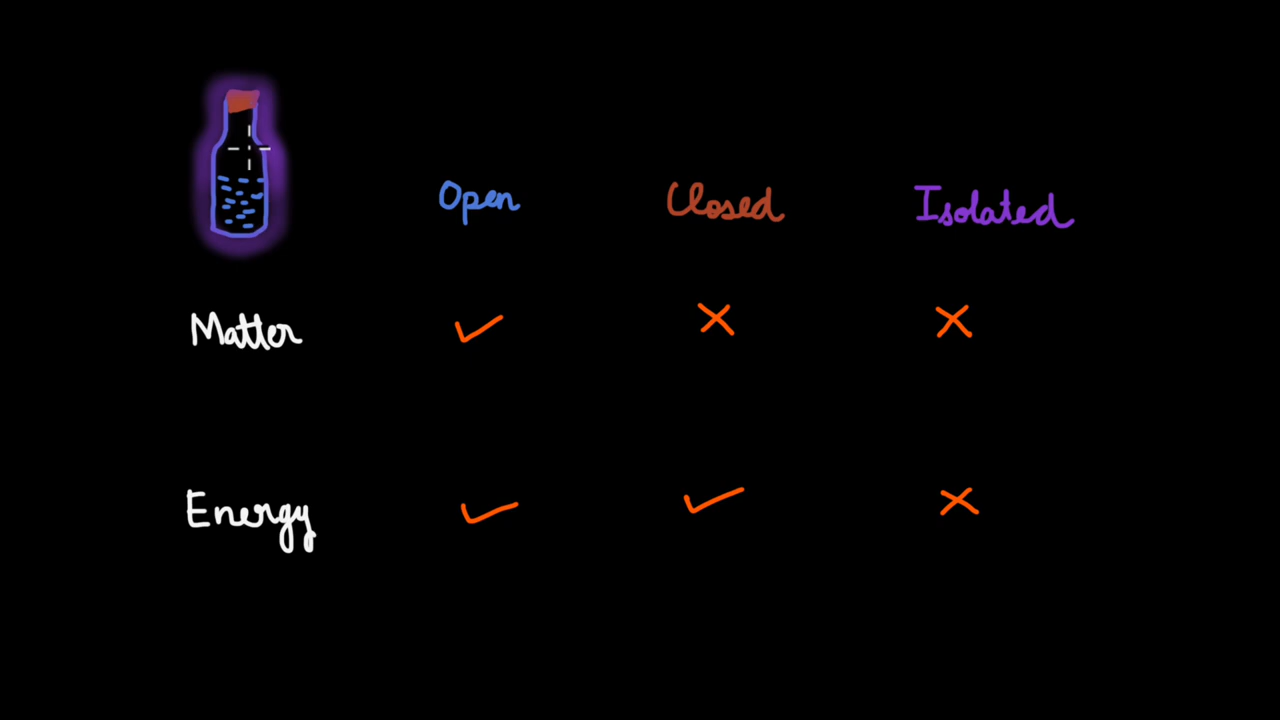 Open Closed Isolated
Matter ✓ ✗ ✗
Energy ✓ ✓ ✗